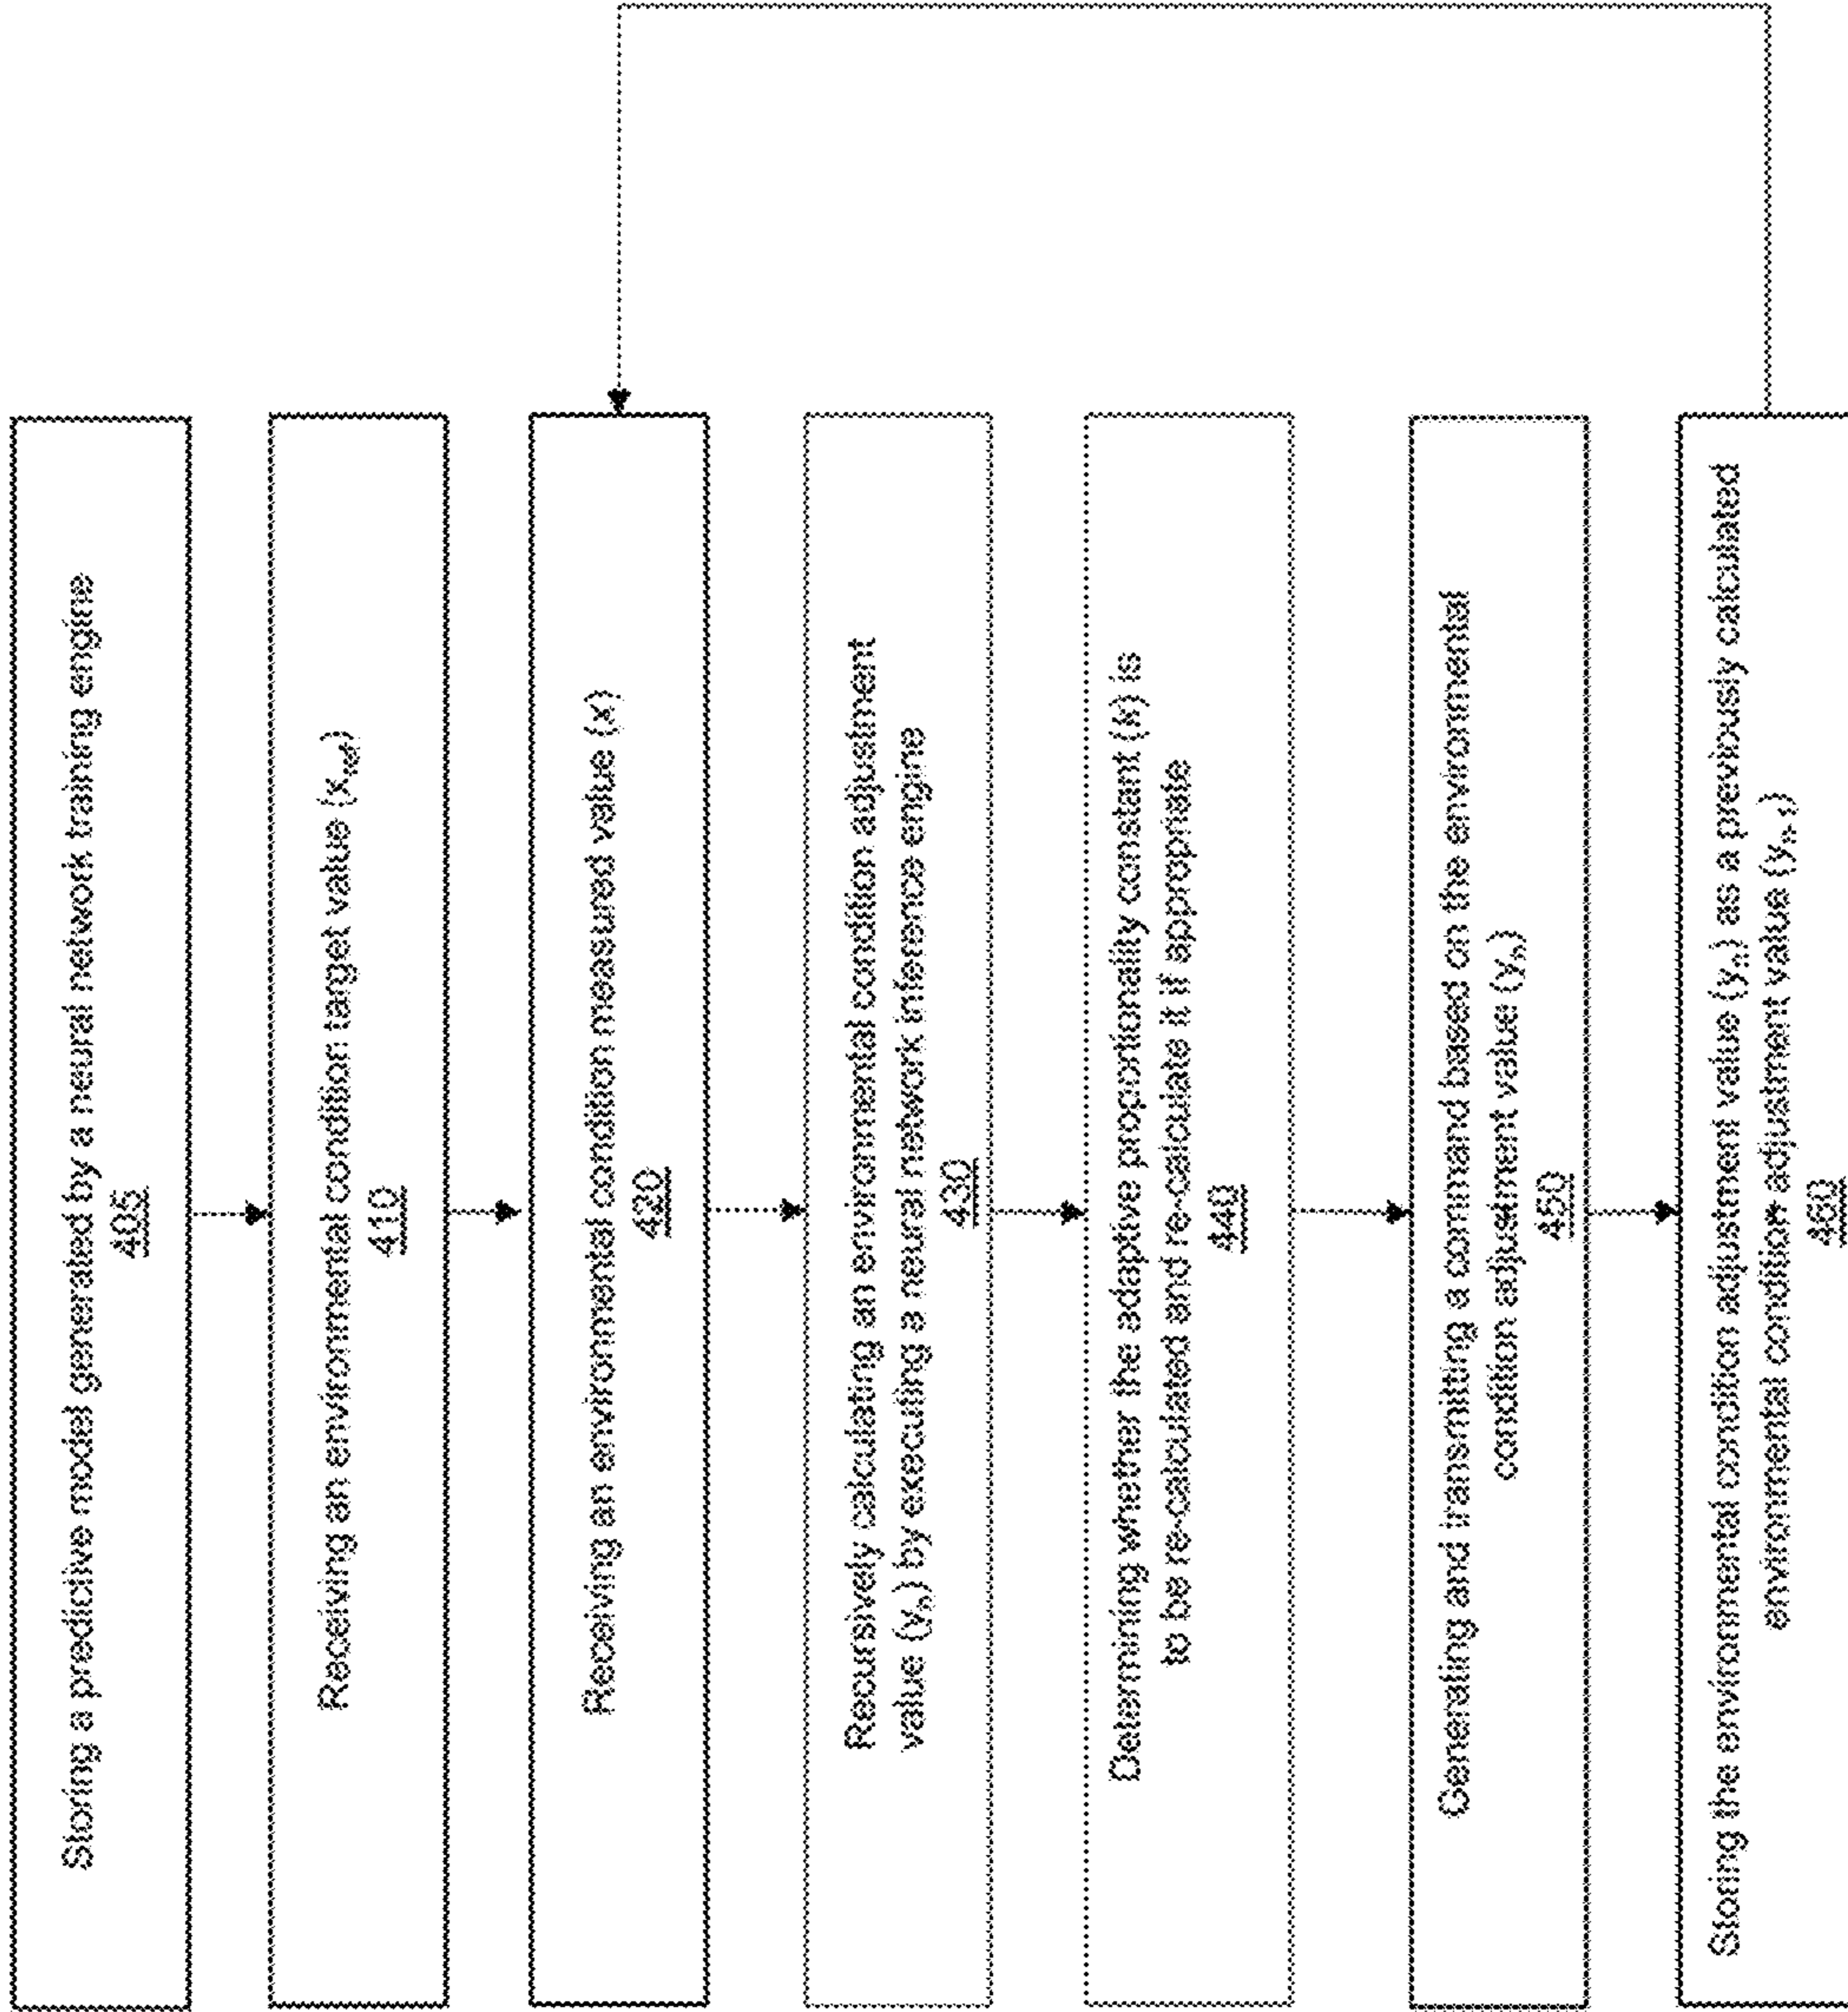 Storing a predictive model generated by a neural network training engine
405
Receiving an environmental condition target value (x_ref)
410
Receiving an environmental condition measured value (x)
420
Recursively calculating an environmental condition adjustment
value (yₙ) by executing a neural network inference engine
430
Determining whether the adaptive proportionality constant (k) is
to be re-calculated and re-calculate it if appropriate
440
Generating and transmitting a command based on the environmental
condition adjustment value (yₙ)
450
Storing the environmental condition adjustment value (yₙ) as a previously calculated
environmental condition adjustment value (yₙ₋₁)
460